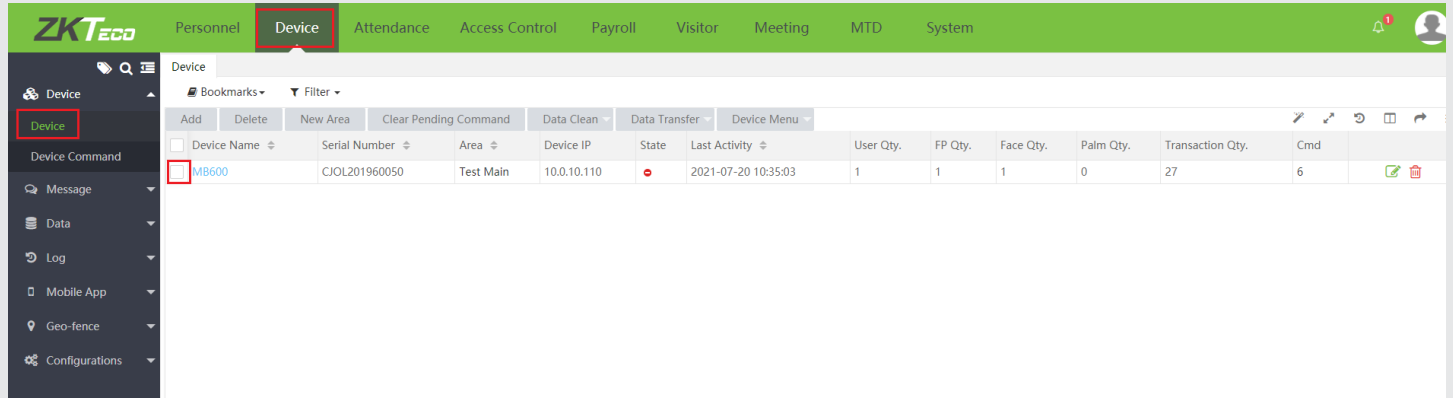 ZKTeco Personnel Device Attendance Access Control Payroll Visitor Meeting MTD System 1
Device
Bookmarks Filter
Add Delete New Area Clear Pending Command Data Clean Data Transfer Device Menu
Device Name Serial Number Area Device IP State Last Activity User Qty. FP Qty. Face Qty. Palm Qty. Transaction Qty. Cmd
MB600 CJOL201960050 Test Main 10.0.10.110 2021-07-20 10:35:03 1 1 1 0 27 6
Device
Device
Device Command
Message
Data
Log
Mobile App
Geo-fence
Configurations